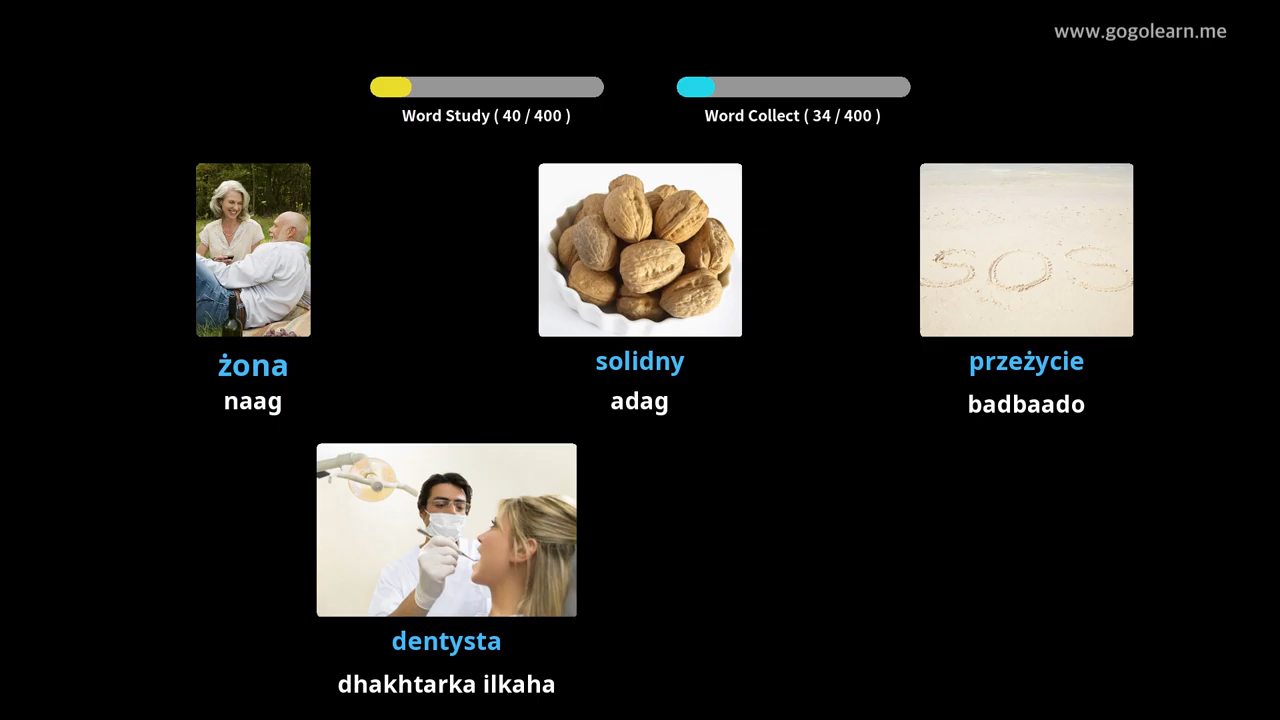 www.gogolearn.me
Word Study ( 40 / 400 )
Word Collect ( 34 / 400 )
SOS
żona
naag
solidny
adag
przeżycie
badbaado
dentysta
dhakhtarka ilkaha